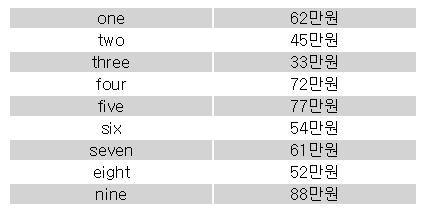 one 62만원
two 45만원
three 33만원
four 72만원
five 77만원
six 54만원
seven 61만원
eight 52만원
nine 88만원